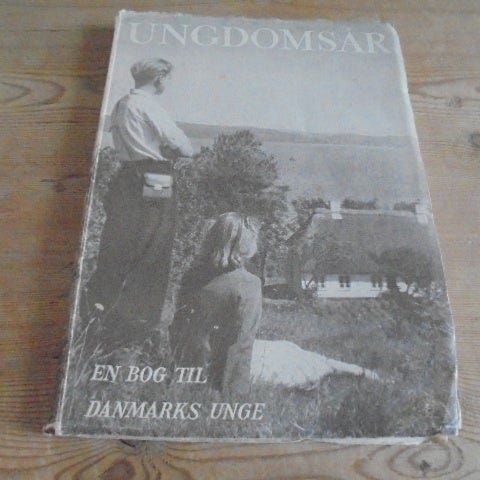 UNGDOMSÅR
EN BOG TIL
DANMARKS UNGE